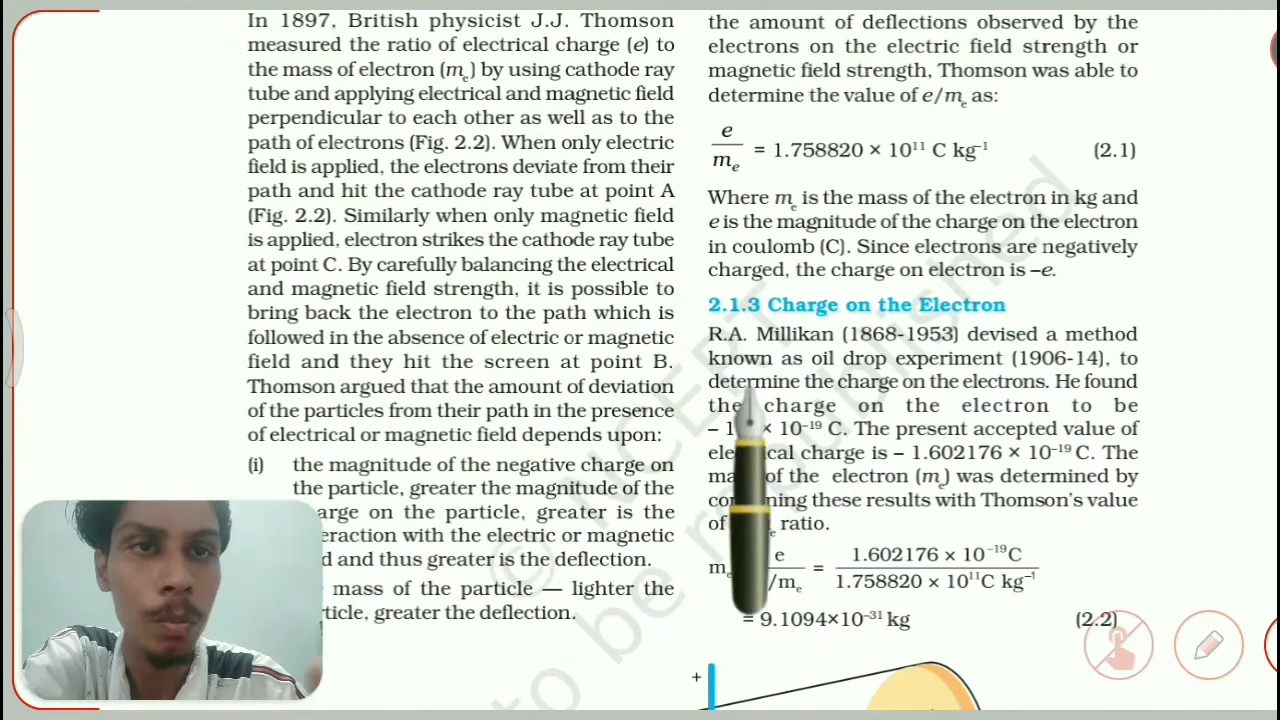 In 1897, British physicist J.J. Thomson
measured the ratio of electrical charge (e) to
the mass of electron (mₑ) by using cathode ray
tube and applying electrical and magnetic field
perpendicular to each other as well as to the
path of electrons (Fig. 2.2). When only electric
field is applied, the electrons deviate from their
path and hit the cathode ray tube at point A
(Fig. 2.2). Similarly when only magnetic field
is applied, electron strikes the cathode ray tube
at point C. By carefully balancing the electrical
and magnetic field strength, it is possible to
bring back the electron to the path which is
followed in the absence of electric or magnetic
field and they hit the screen at point B.
Thomson argued that the amount of deviation
of the particles from their path in the presence
of electrical or magnetic field depends upon:
(i) the magnitude of the negative charge on
the particle, greater the magnitude of the
arge on the particle, greater is the
eraction with the electric or magnetic
d and thus greater is the deflection.
mass of the particle — lighter the
rticle, greater the deflection.
the amount of deflections observed by the
electrons on the electric field strength or
magnetic field strength, Thomson was able to
determine the value of e/mₑ as:
e
mₑ = 1.758820 × 10¹¹ C kg⁻¹ (2.1)
Where mₑ is the mass of the electron in kg and
e is the magnitude of the charge on the electron
in coulomb (C). Since electrons are negatively
charged, the charge on electron is –e.
2.1.3 Charge on the Electron
R.A. Millikan (1868-1953) devised a method
known as oil drop experiment (1906-14), to
determine the charge on the electrons. He found
the charge on the electron to be
– 1 × 10⁻¹⁹ C. The present accepted value of
ele ical charge is – 1.602176 × 10⁻¹⁹ C. The
ma of the electron (mₑ) was determined by
co ning these results with Thomson's value
of ₑ ratio.
e 1.602176 × 10⁻¹⁹C
mₑ /mₑ = 1.758820 × 10¹¹C kg⁻¹
= 9.1094×10⁻³¹ kg (2.2)
+
© NCERT
to be republished